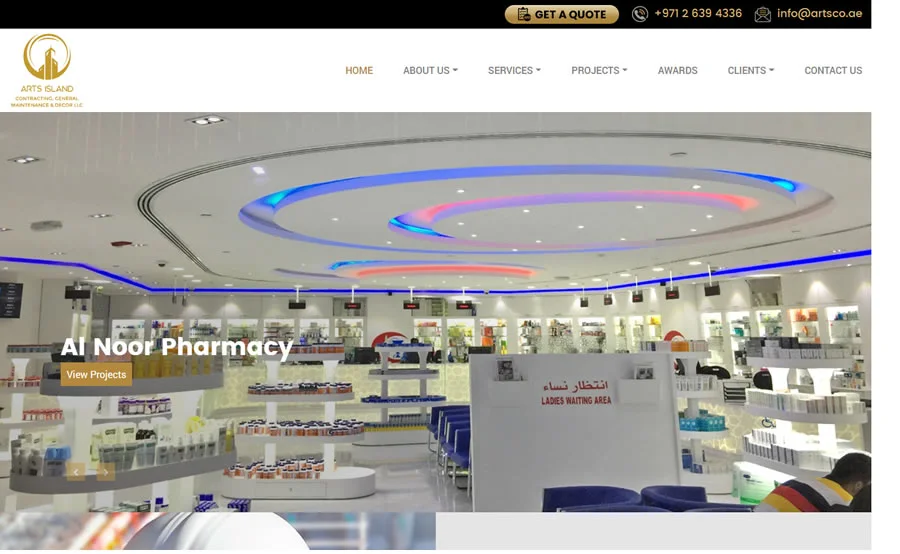 GET A QUOTE
+971 2 639 4336
info@artsco.ae
ARTS ISLAND
CONTRACTING, GENERAL
MAINTENANCE & DECOR LLC
HOME
ABOUT US
SERVICES
PROJECTS
AWARDS
CLIENTS
CONTACT US
Al Noor Pharmacy
View Projects
انتظار نساء
LADIES WAITING AREA